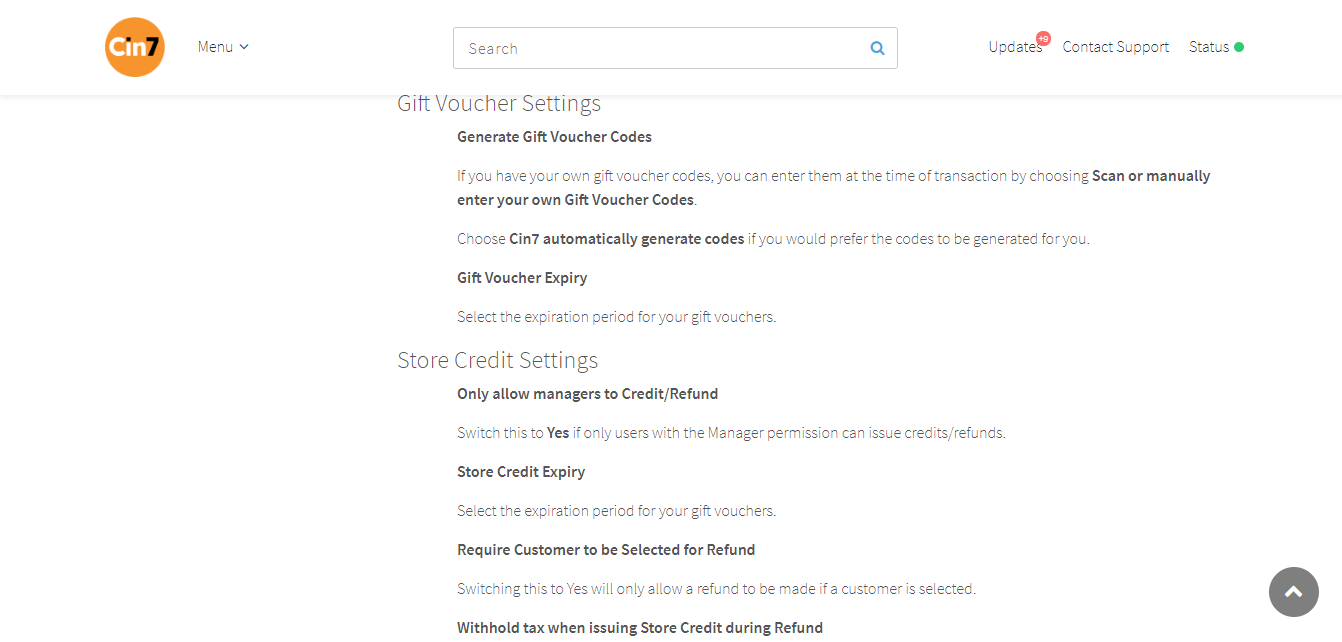 Cin7
Menu
Search
Updates +9
Contact Support
Status
Gift Voucher Settings
Generate Gift Voucher Codes
If you have your own gift voucher codes, you can enter them at the time of transaction by choosing Scan or manually
enter your own Gift Voucher Codes.
Choose Cin7 automatically generate codes if you would prefer the codes to be generated for you.
Gift Voucher Expiry
Select the expiration period for your gift vouchers.
Store Credit Settings
Only allow managers to Credit/Refund
Switch this to Yes if only users with the Manager permission can issue credits/refunds.
Store Credit Expiry
Select the expiration period for your gift vouchers.
Require Customer to be Selected for Refund
Switching this to Yes will only allow a refund to be made if a customer is selected.
Withhold tax when issuing Store Credit during Refund